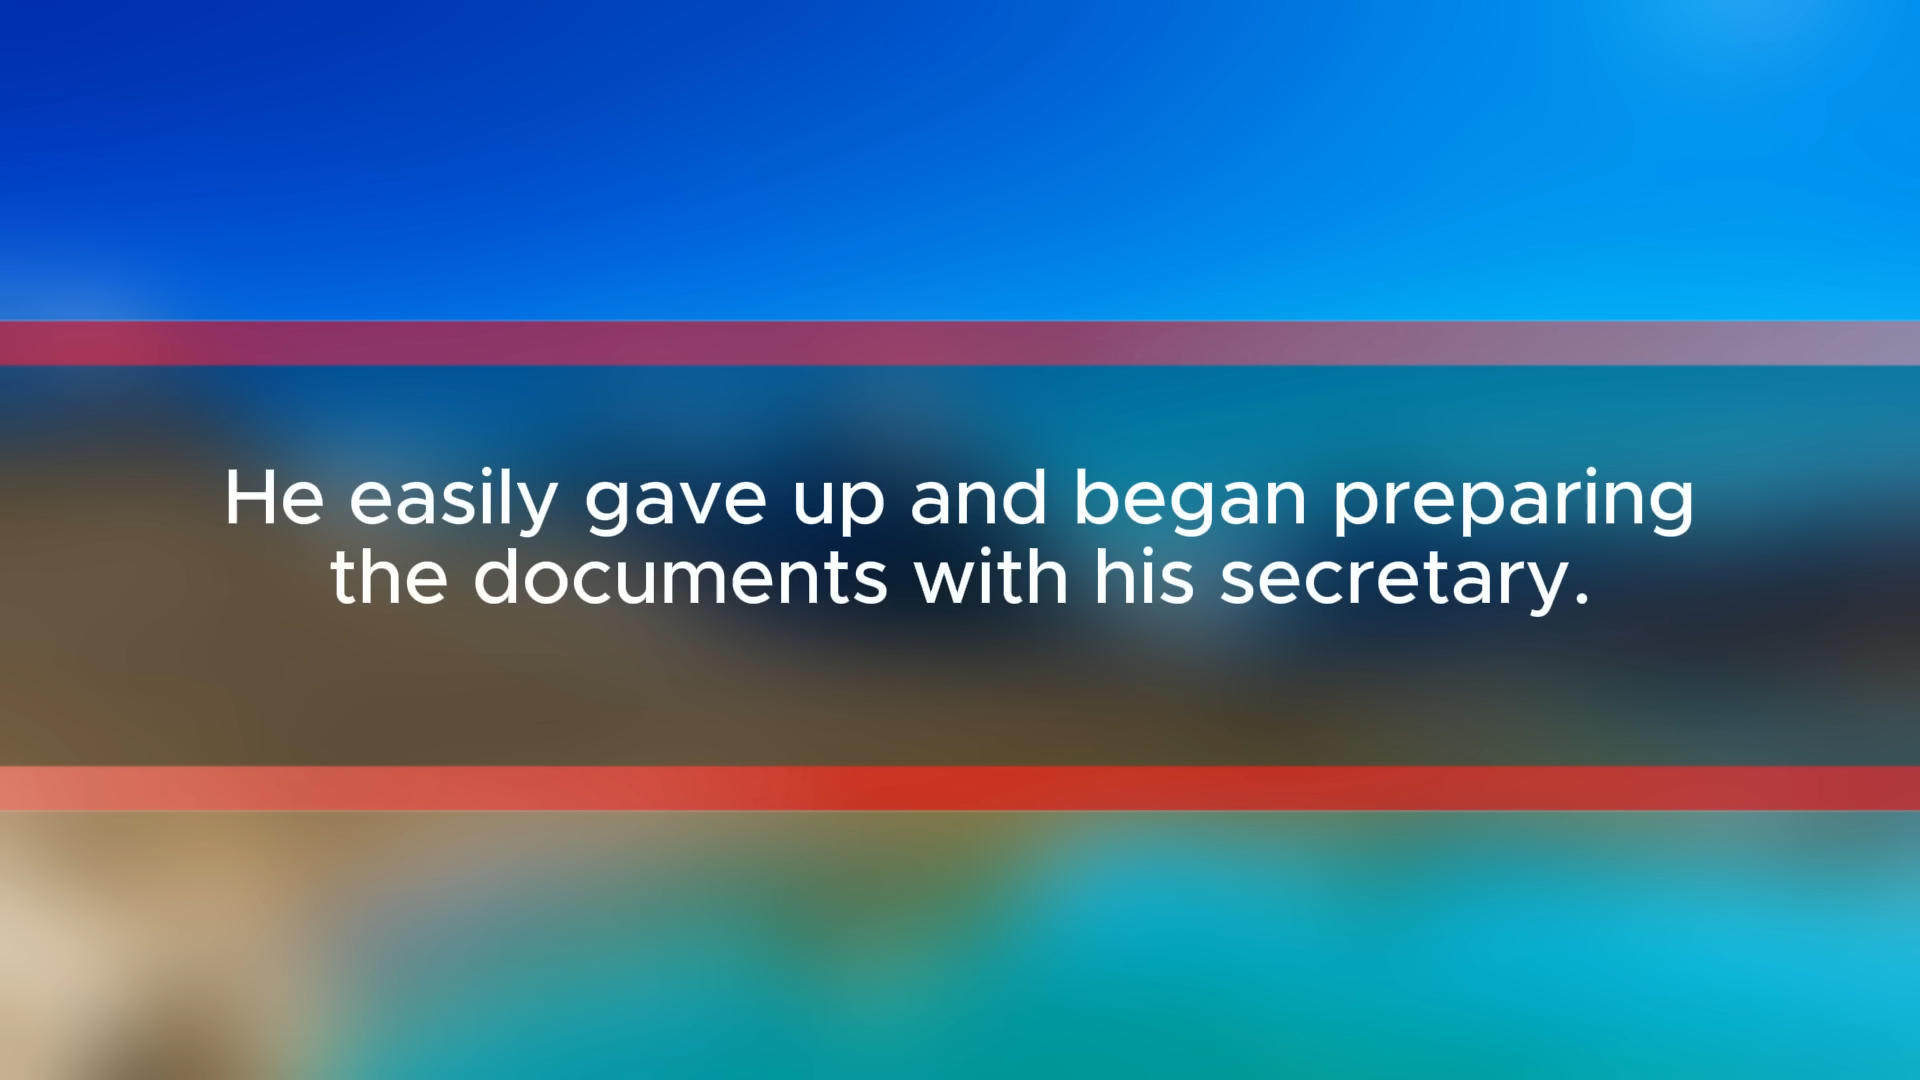 He easily gave up and began preparing
the documents with his secretary.